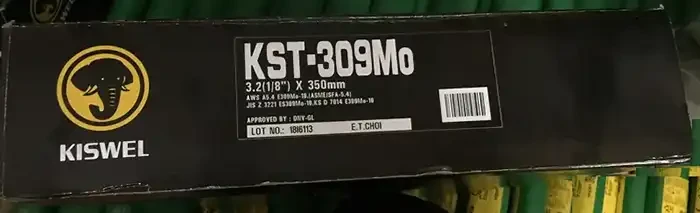 KISWEL
KST-309Mo
3.2(1/8") X 350mm
AWS A5.4 E309Mo-16,(ASME/SFA-5.4)
JIS Z 3221 ES309Mo-16,KS D 7014 E309Mo-16
APPROVED BY : DNV-GL
LOT NO.: 18I6113 E.T.CHOI